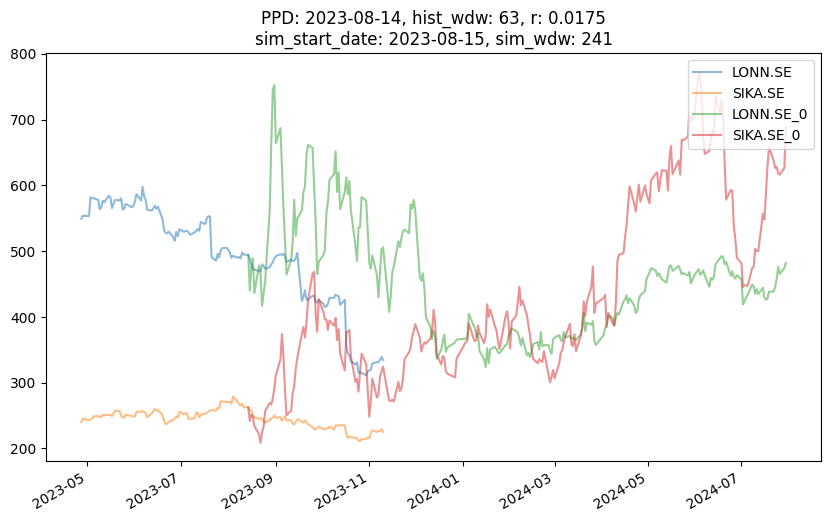 PPD: 2023-08-14, hist_wdw: 63, r: 0.0175
sim_start_date: 2023-08-15, sim_wdw: 241
LONN.SE
SIKA.SE
LONN.SE_0
SIKA.SE_0
800
700
600
500
400
300
200
2023-05
2023-07
2023-09
2023-11
2024-01
2024-03
2024-05
2024-07